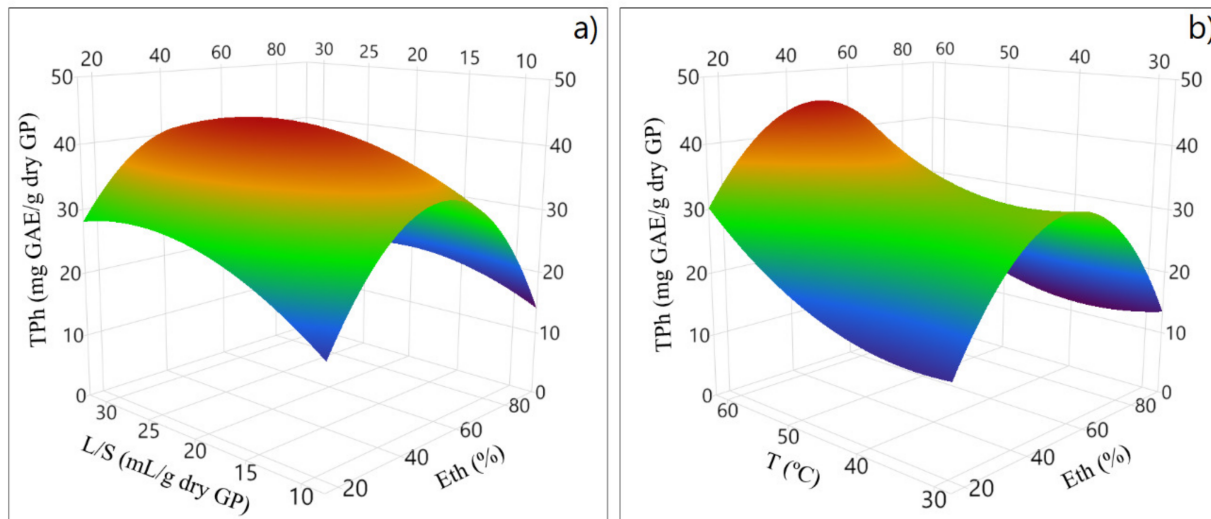 a)
20 40 60 80 30 25 20 15 10
50 50
40 40
30 30
20 20
10 10
0 0
TPh (mg GAE/g dry GP)
30 25 20 15 10
L/S (mL/g dry GP)
20 40 60 80
Eth (%)
b)
20 40 60 80 60 50 40 30
50 50
40 40
30 30
20 20
10 10
0 0
TPh (mg GAE/g dry GP)
60 50 40 30
T (ºC)
20 40 60 80
Eth (%)